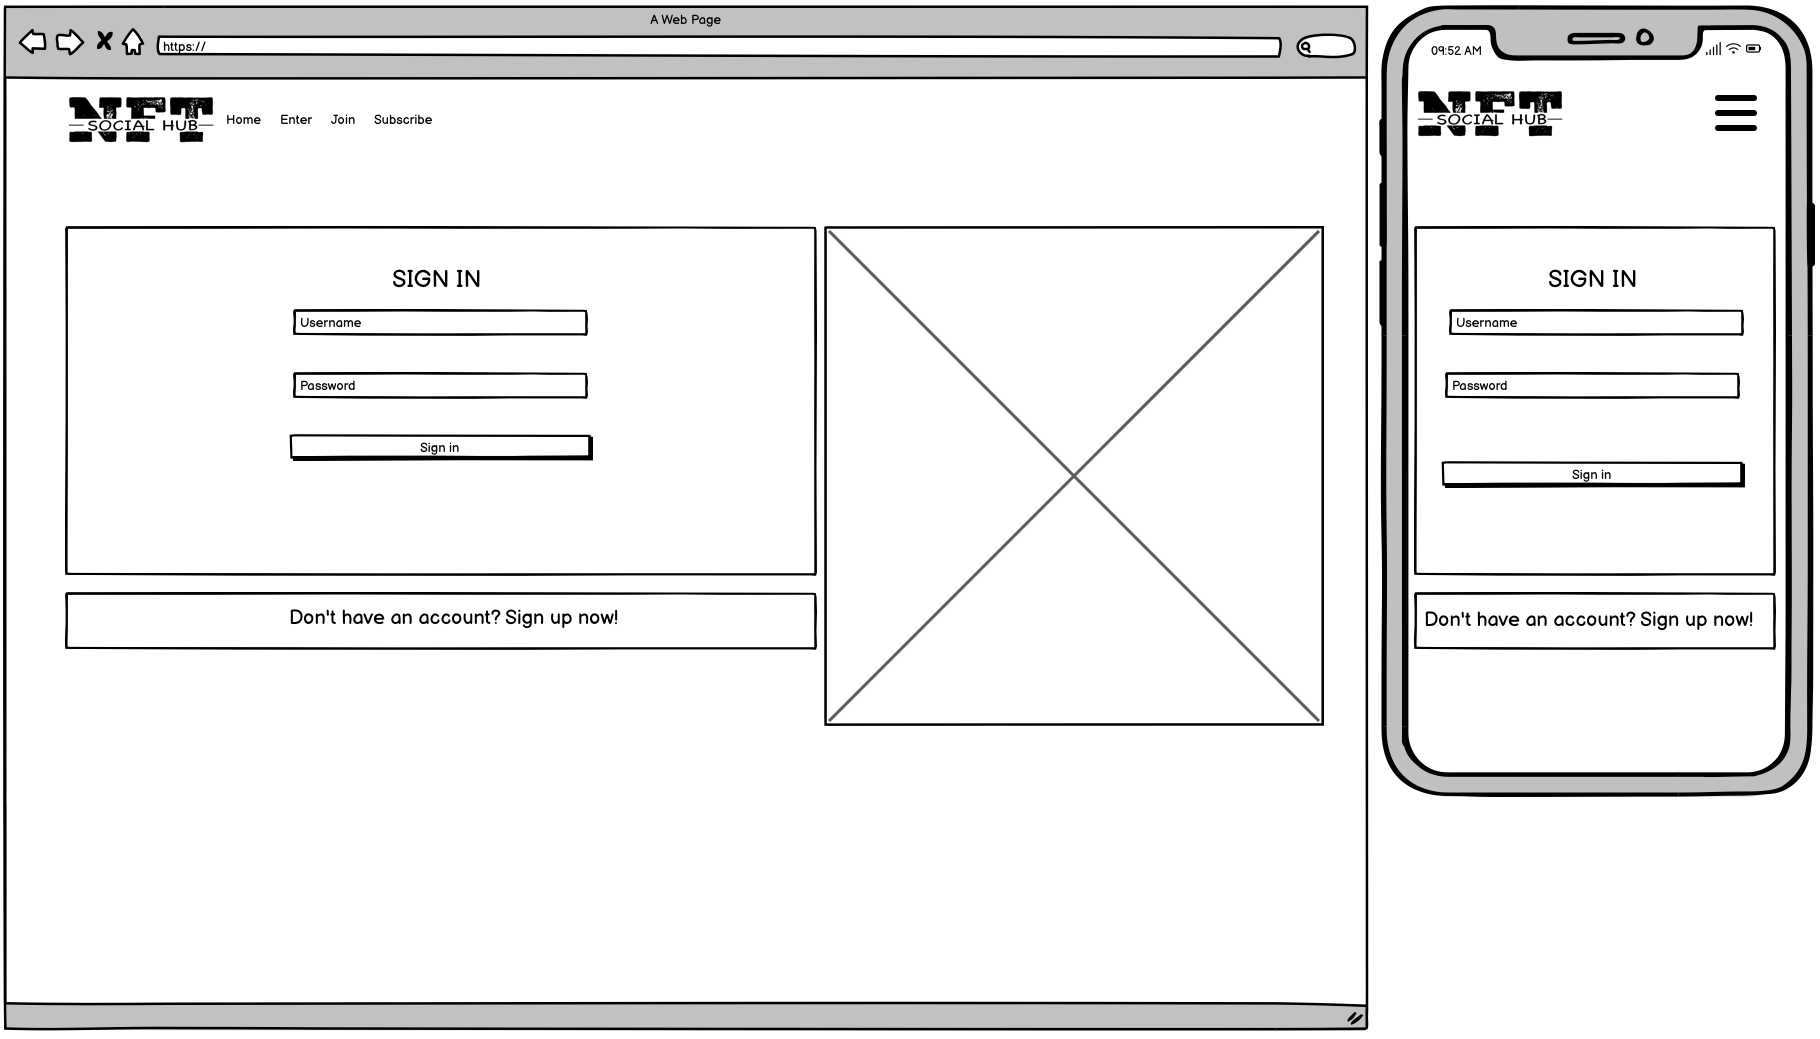 A Web Page
https://
NFT
SOCIAL HUB
Home Enter Join Subscribe
SIGN IN
Username
Password
Sign in
Don't have an account? Sign up now!
09:52 AM
NFT
SOCIAL HUB
SIGN IN
Username
Password
Sign in
Don't have an account? Sign up now!